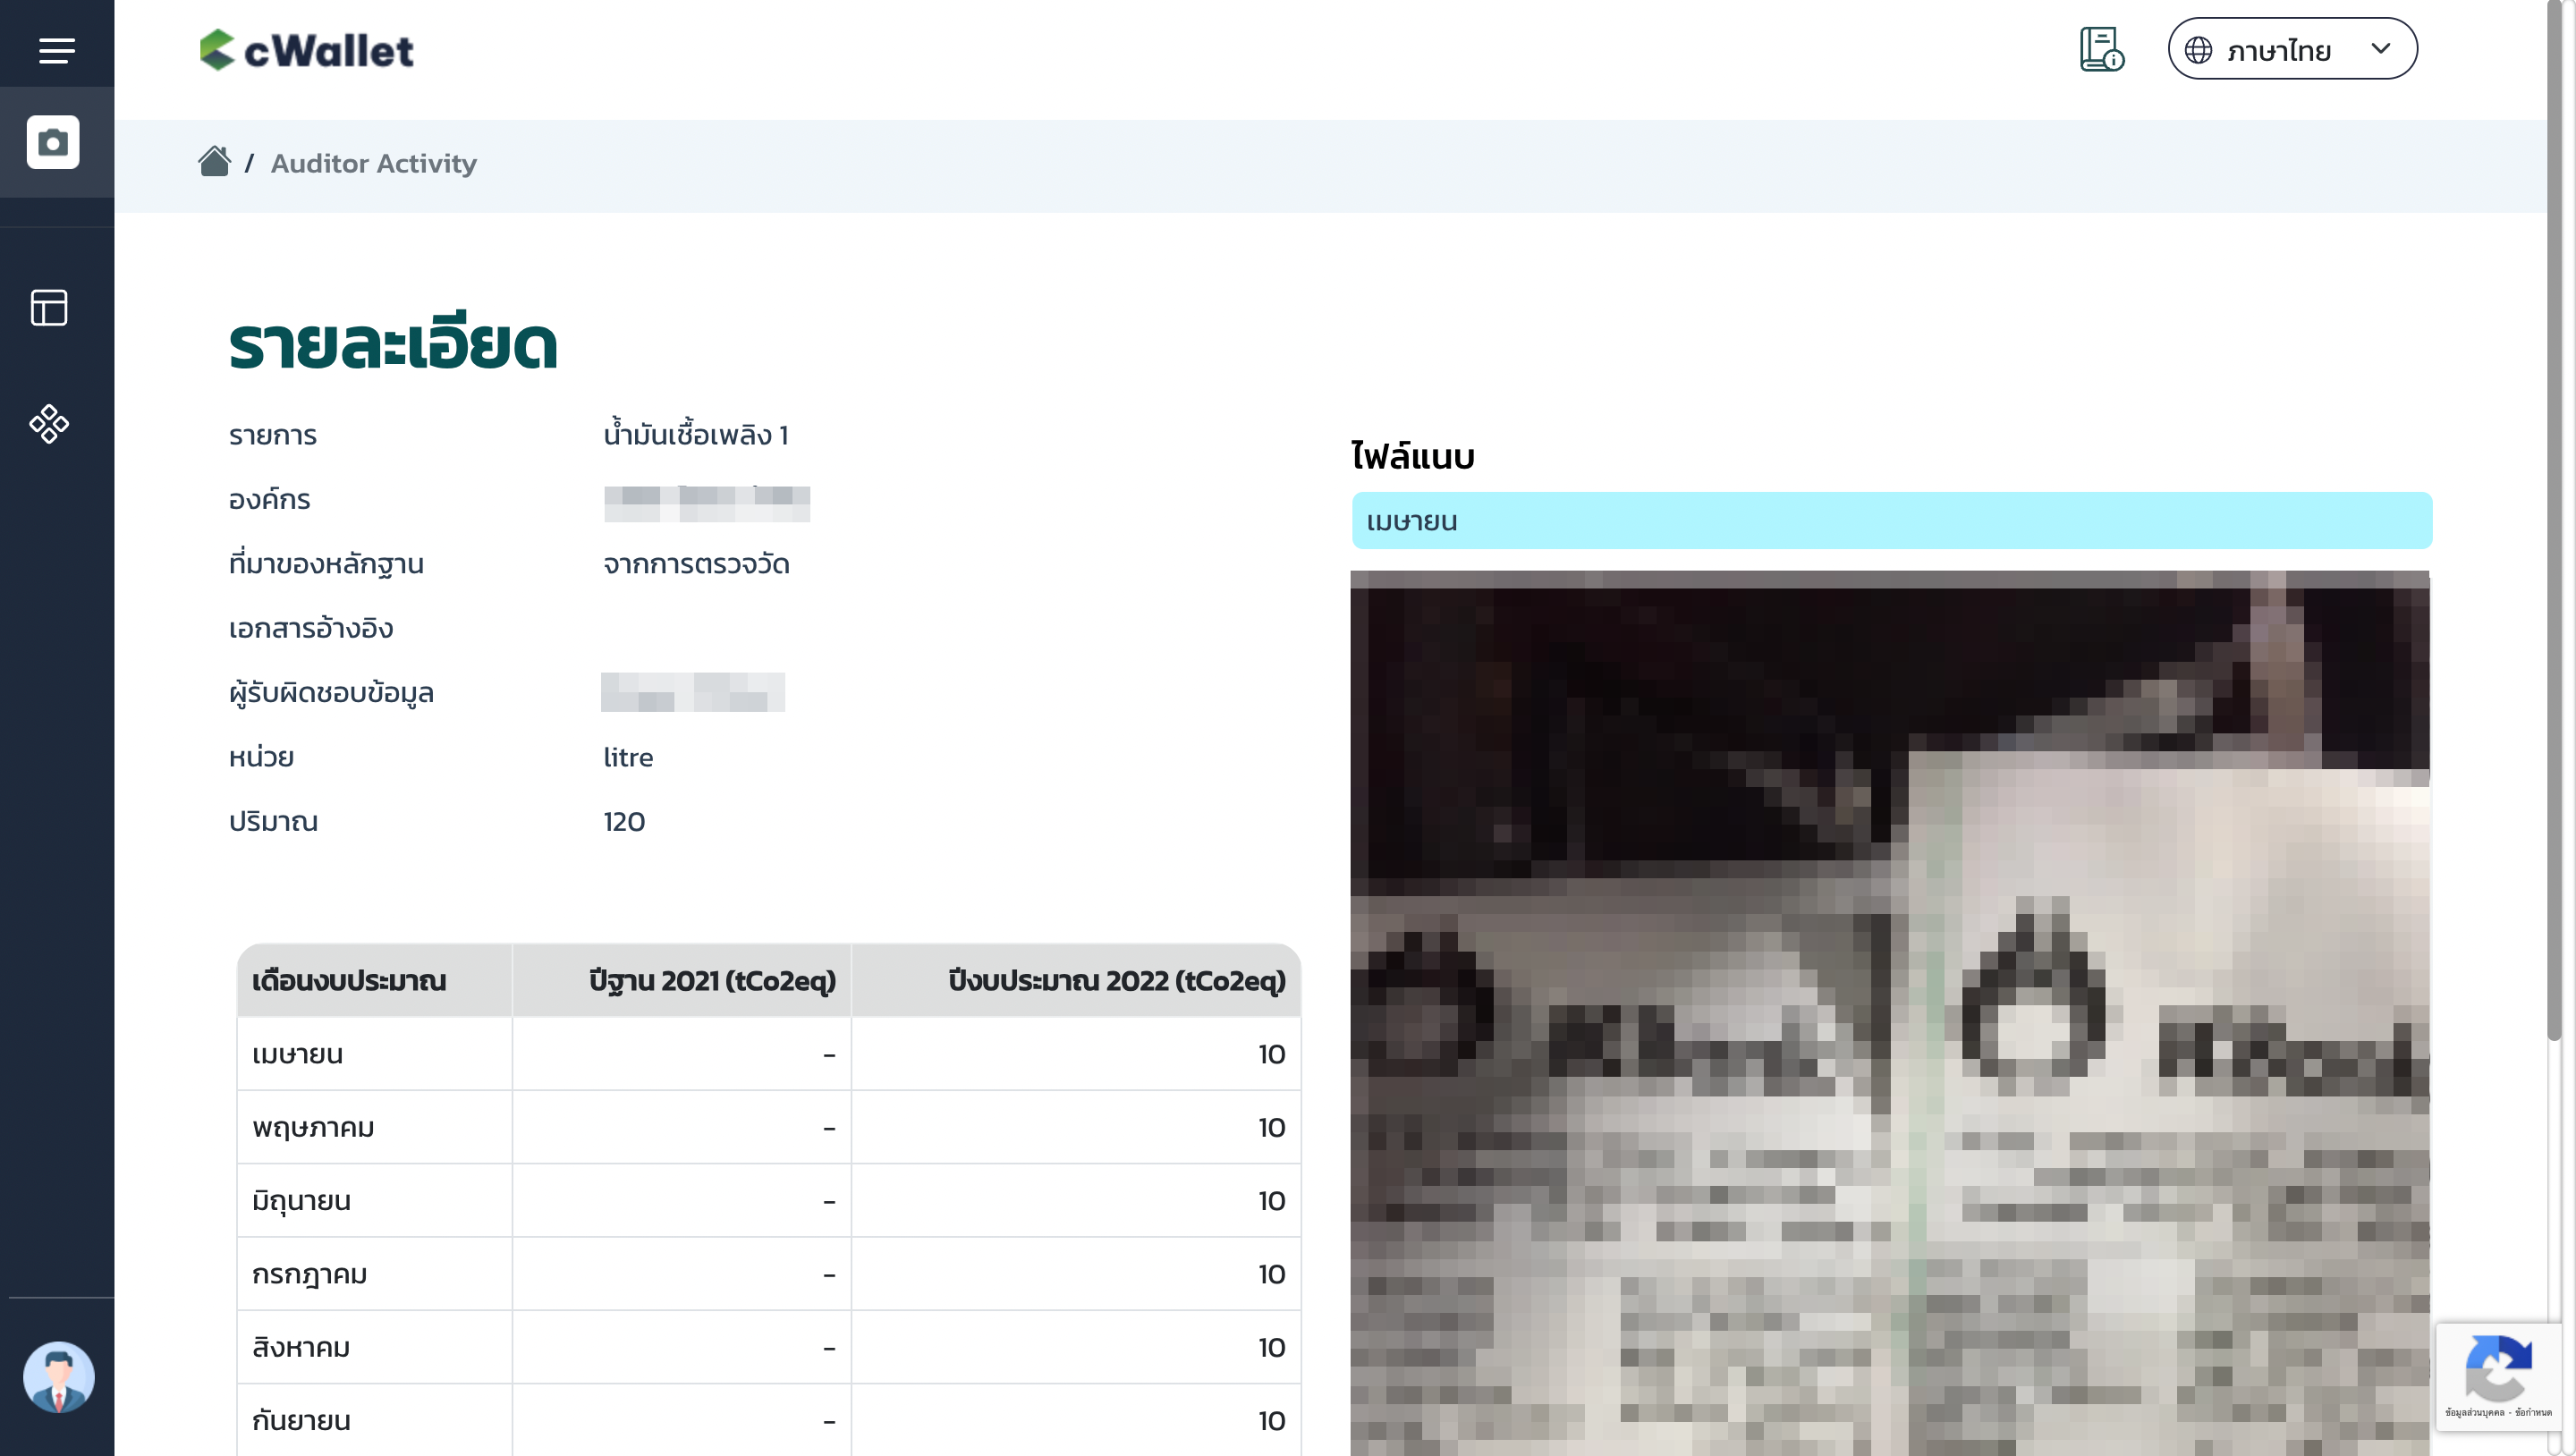 cWallet
ภาษาไทย
/ Auditor Activity
รายละเอียด
รายการ น้ำมันเชื้อเพลิง 1
องค์กร
ที่มาของหลักฐาน จากการตรวจวัด
เอกสารอ้างอิง
ผู้รับผิดชอบข้อมูล
หน่วย litre
ปริมาณ 120
ไฟล์แนบ
เมษายน
เดือนงบประมาณ ปีฐาน 2021 (tCo2eq) ปีงบประมาณ 2022 (tCo2eq)
เมษายน - 10
พฤษภาคม - 10
มิถุนายน - 10
กรกฎาคม - 10
สิงหาคม - 10
กันยายน - 10
ข้อมูลส่วนบุคคล - ข้อกำหนด